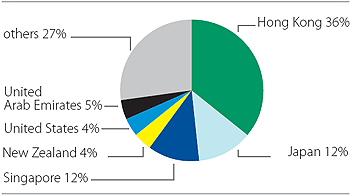 Hong Kong 36%
others 27%
United
Arab Emirates 5%
United States 4%
New Zealand 4%
Japan 12%
Singapore 12%